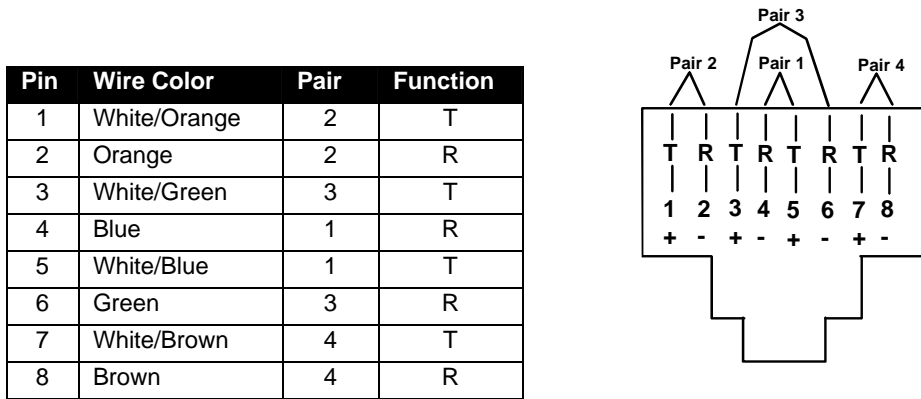 Pin Wire Color Pair Function
1 White/Orange 2 T
2 Orange 2 R
3 White/Green 3 T
4 Blue 1 R
5 White/Blue 1 T
6 Green 3 R
7 White/Brown 4 T
8 Brown 4 R
Pair 3
Pair 2 Pair 1 Pair 4
T R T R T R T R
1 2 3 4 5 6 7 8
+ - + - + - + -